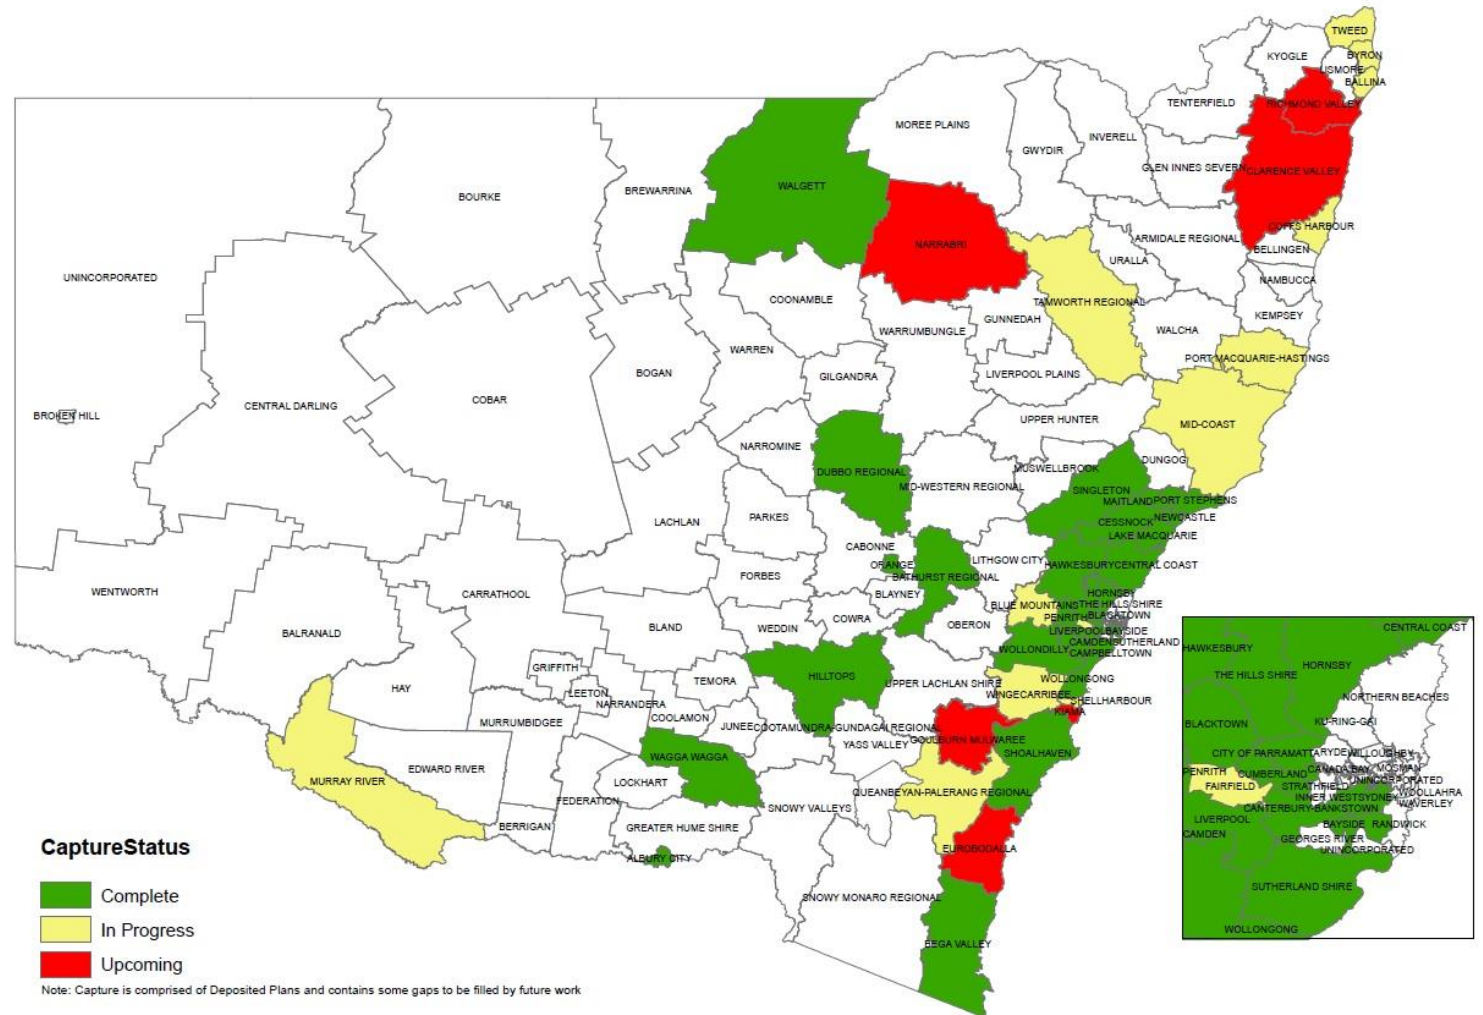 TWEED
KYOGLE
BYRON
LISMORE
BALLINA
TENTERFIELD
RICHMOND VALLEY
MOREE PLAINS
INVERELL
GWYDIR
GLEN INNES SEVERN
CLARENCE VALLEY
WALGETT
BREWARRINA
BOURKE
COFFS HARBOUR
ARMIDALE REGIONAL
NARRABRI
BELLINGEN
URALLA
UNINCORPORATED
NAMBUCCA
COONAMBLE
TAMWORTH REGIONAL
KEMPSEY
GUNNEDAH
WARRUMBUNGLE
WALCHA
WARREN
PORT MACQUARIE-HASTINGS
BOGAN
GILGANDRA
LIVERPOOL PLAINS
COBAR
CENTRAL DARLING
BROKEN HILL
UPPER HUNTER
MID-COAST
NARROMINE
DUNGOG
MUSWELLBROOK
DUBBO REGIONAL
MID-WESTERN REGIONAL
SINGLETON
MAITLAND
PORT STEPHENS
PARKES
LACHLAN
CESSNOCK
NEWCASTLE
LAKE MACQUARIE
CABONNE
LITHGOW CITY
ORANGE
HAWKESBURY
CENTRAL COAST
BATHURST REGIONAL
FORBES
WENTWORTH
CARRATHOOL
BLAYNEY
HORNSBY
BLUE MOUNTAINS
THE HILLS SHIRE
PENRITH
BLACKTOWN
COWRA
OBERON
BLAND
WEDDIN
BALRANALD
LIVERPOOL
BAYSIDE
CAMDEN
SUTHERLAND
WOLLONDILLY
CAMPBELLTOWN
GRIFFITH
HILLTOPS
TEMORA
UPPER LACHLAN SHIRE
WOLLONGONG
HAY
LEETON
WINGECARRIBEE
SHELLHARBOUR
NARRANDERA
KIAMA
MURRUMBIDGEE
COOLAMON
JUNEE
COOTAMUNDRA-GUNDAGAI REGIONAL
GOULBURN MULWAREE
YASS VALLEY
SHOALHAVEN
WAGGA WAGGA
EDWARD RIVER
MURRAY RIVER
LOCKHART
QUEANBEYAN-PALERANG REGIONAL
FEDERATION
SNOWY VALLEYS
BERRIGAN
GREATER HUME SHIRE
EUROBODALLA
ALBURY CITY
SNOWY MONARO REGIONAL
BEGA VALLEY
CENTRAL COAST
HAWKESBURY
HORNSBY
THE HILLS SHIRE
NORTHERN BEACHES
BLACKTOWN
KU-RING-GAI
CITY OF PARRAMATTA
RYDE
WILLOUGHBY
PENRITH
CUMBERLAND
CANADA BAY
MOSMAN
FAIRFIELD
STRATHFIELD
UNINCORPORATED
WOOLLAHRA
INNER WEST
SYDNEY
WAVERLEY
CANTERBURY-BANKSTOWN
LIVERPOOL
BAYSIDE
RANDWICK
CAMDEN
GEORGES RIVER
UNINCORPORATED
SUTHERLAND SHIRE
WOLLONGONG
CaptureStatus
Complete
In Progress
Upcoming
Note: Capture is comprised of Deposited Plans and contains some gaps to be filled by future work